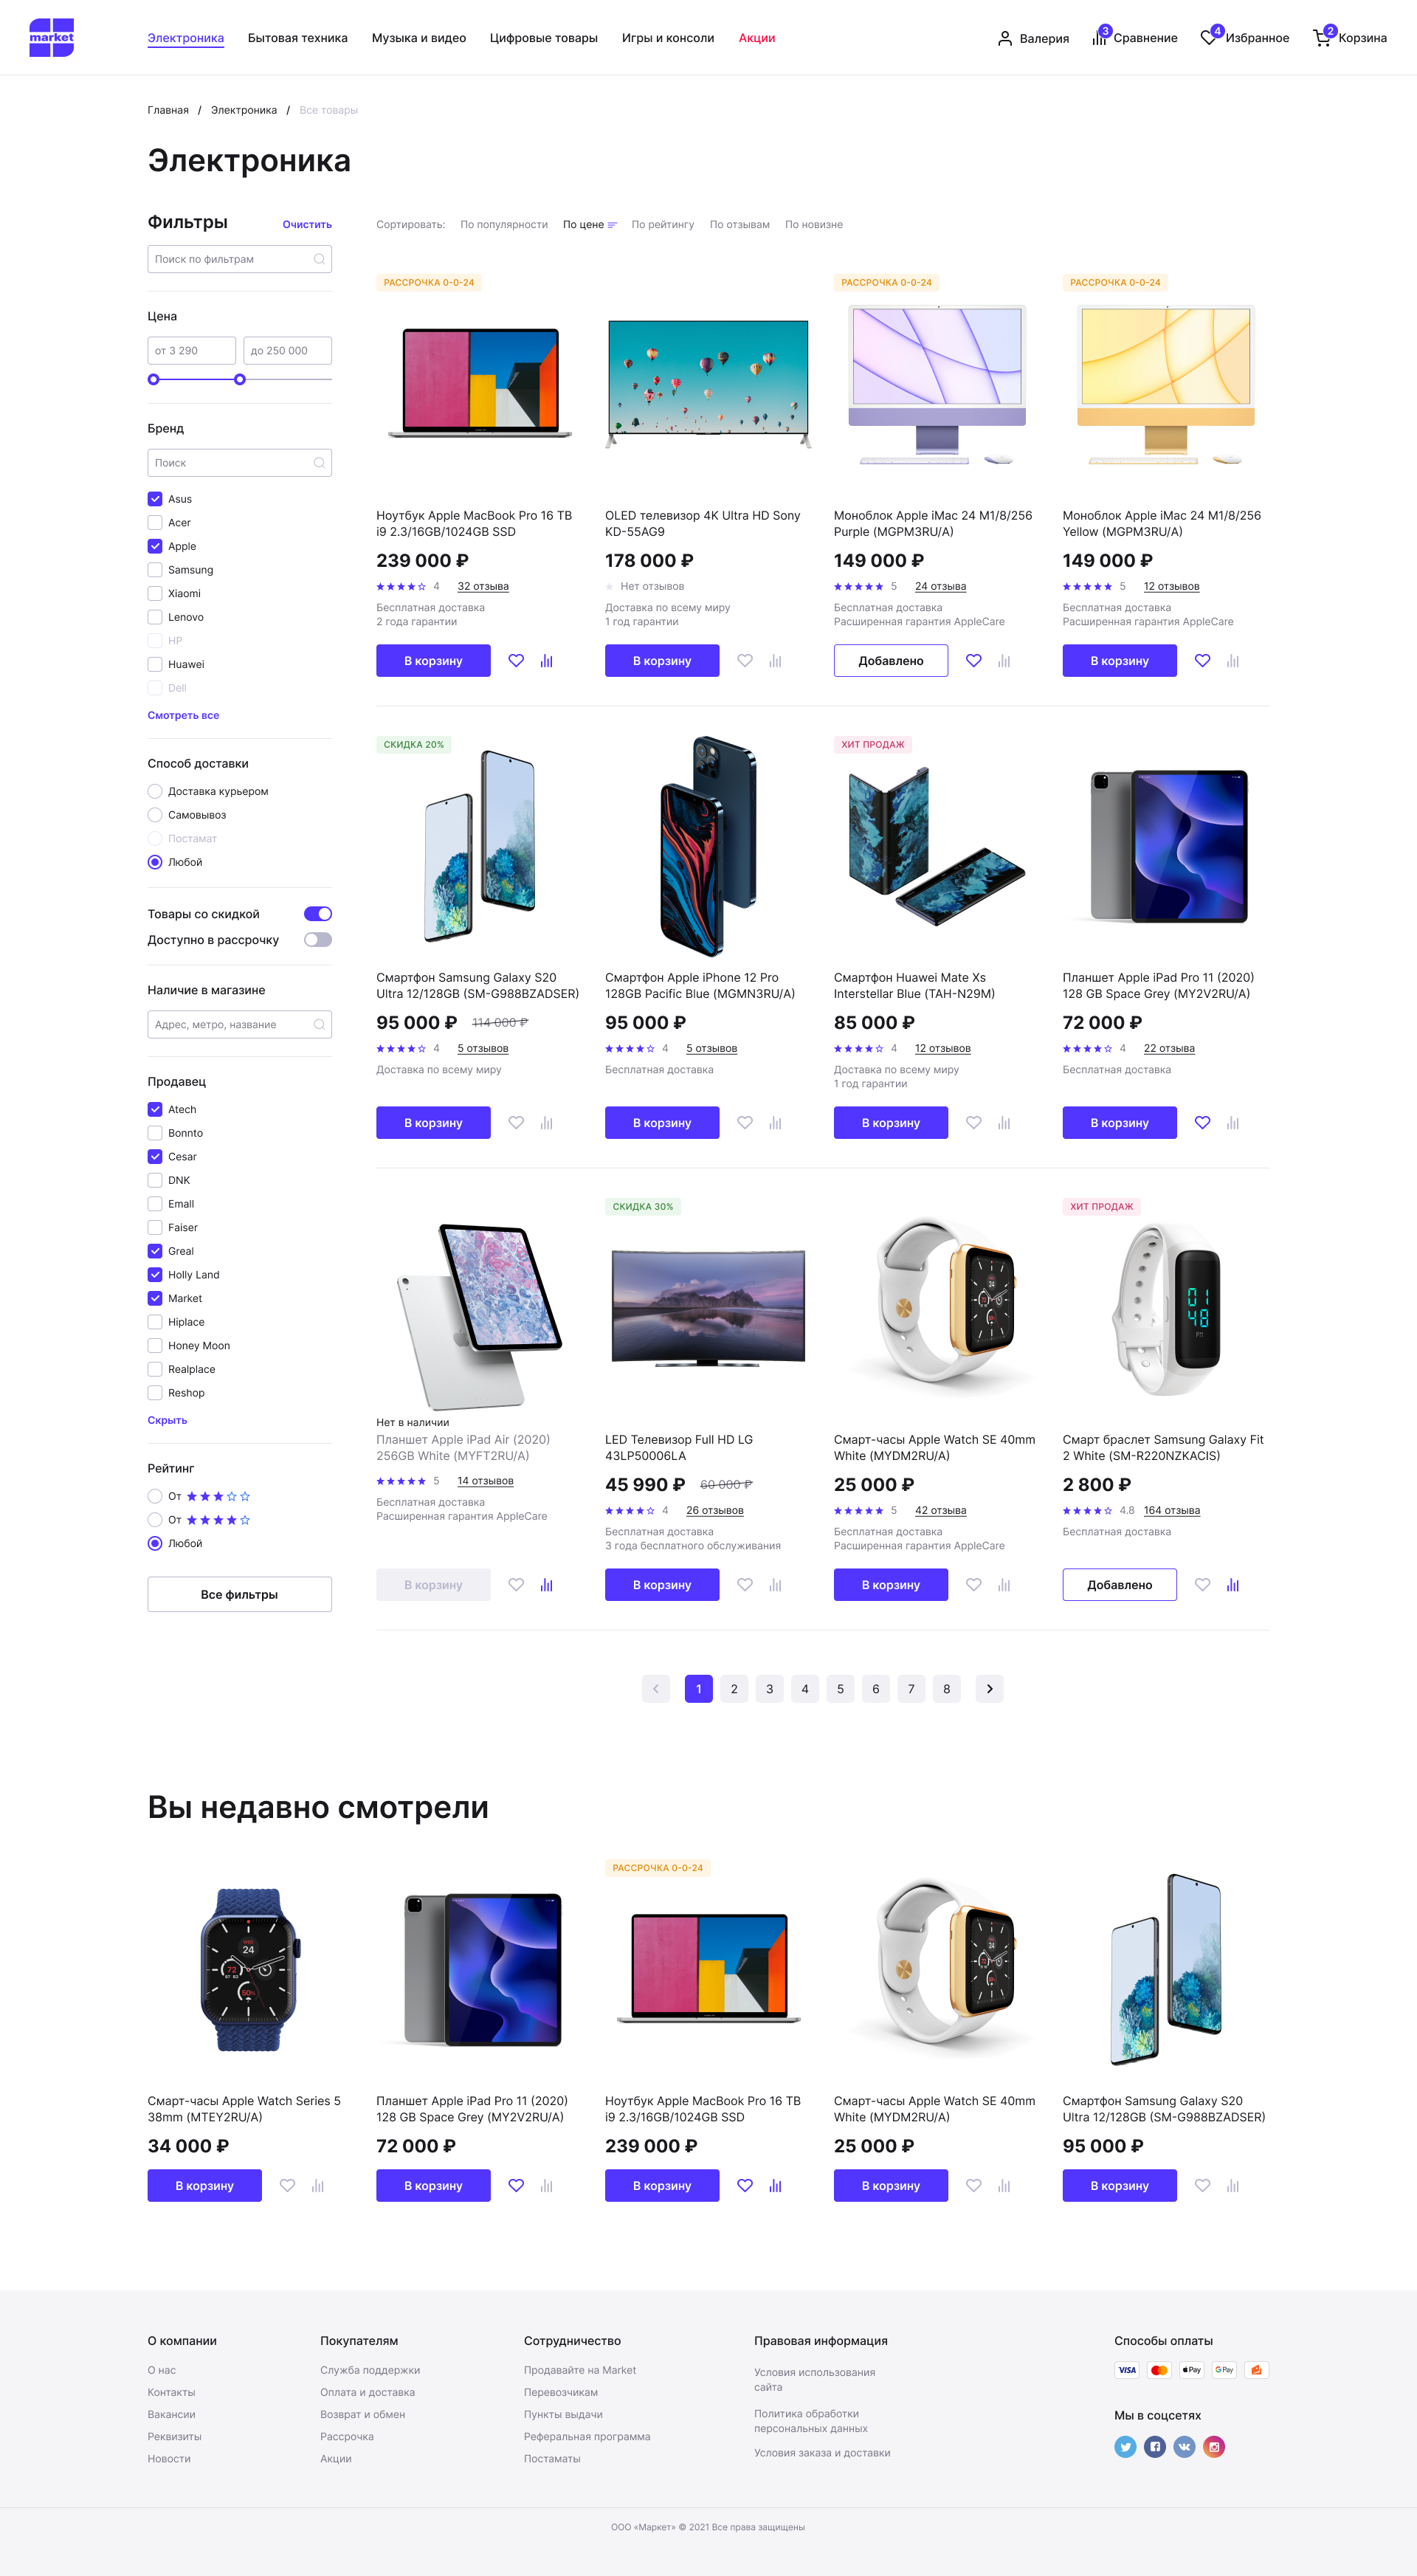 market
Электроника
Бытовая техника
Музыка и видео
Цифровые товары
Игры и консоли
Акции
Валерия
3
Сравнение
4
Избранное
2
Корзина
Главная / Электроника / Все товары
Электроника
Фильтры
Очистить
Поиск по фильтрам
Цена
от 3 290
до 250 000
Бренд
Поиск
Asus
Acer
Apple
Samsung
Xiaomi
Lenovo
HP
Huawei
Dell
Смотреть все
Способ доставки
Доставка курьером
Самовывоз
Постамат
Любой
Товары со скидкой
Доступно в рассрочку
Наличие в магазине
Адрес, метро, название
Продавец
Atech
Bonnto
Cesar
DNK
Emall
Faiser
Greal
Holly Land
Market
Hiplace
Honey Moon
Realplace
Reshop
Скрыть
Рейтинг
От
От
Любой
Все фильтры
Сортировать:
По популярности
По цене
По рейтингу
По отзывам
По новизне
РАССРОЧКА 0-0-24
Ноутбук Apple MacBook Pro 16 TB
i9 2.3/16GB/1024GB SSD
239 000 ₽
4
32 отзыва
Бесплатная доставка
2 года гарантии
В корзину
OLED телевизор 4K Ultra HD Sony
KD-55AG9
178 000 ₽
Нет отзывов
Доставка по всему миру
1 год гарантии
В корзину
РАССРОЧКА 0-0-24
Моноблок Apple iMac 24 M1/8/256
Purple (MGPM3RU/A)
149 000 ₽
5
24 отзыва
Бесплатная доставка
Расширенная гарантия AppleCare
Добавлено
РАССРОЧКА 0-0-24
Моноблок Apple iMac 24 M1/8/256
Yellow (MGPM3RU/A)
149 000 ₽
5
12 отзывов
Бесплатная доставка
Расширенная гарантия AppleCare
В корзину
СКИДКА 20%
Смартфон Samsung Galaxy S20
Ultra 12/128GB (SM-G988BZADSER)
95 000 ₽
114 000 ₽
4
5 отзывов
Доставка по всему миру
В корзину
Смартфон Apple iPhone 12 Pro
128GB Pacific Blue (MGMN3RU/A)
95 000 ₽
4
5 отзывов
Бесплатная доставка
В корзину
ХИТ ПРОДАЖ
Смартфон Huawei Mate Xs
Interstellar Blue (TAH-N29M)
85 000 ₽
4
12 отзывов
Доставка по всему миру
1 год гарантии
В корзину
Планшет Apple iPad Pro 11 (2020)
128 GB Space Grey (MY2V2RU/A)
72 000 ₽
4
22 отзыва
Бесплатная доставка
В корзину
Нет в наличии
Планшет Apple iPad Air (2020)
256GB White (MYFT2RU/A)
5
14 отзывов
Бесплатная доставка
Расширенная гарантия AppleCare
В корзину
СКИДКА 30%
LED Телевизор Full HD LG
43LP50006LA
45 990 ₽
60 000 ₽
4
26 отзывов
Бесплатная доставка
3 года бесплатного обслуживания
В корзину
Смарт-часы Apple Watch SE 40mm
White (MYDM2RU/A)
25 000 ₽
5
42 отзыва
Бесплатная доставка
Расширенная гарантия AppleCare
В корзину
ХИТ ПРОДАЖ
01
48
PM
Смарт браслет Samsung Galaxy Fit
2 White (SM-R220NZKACIS)
2 800 ₽
4.8
164 отзыва
Бесплатная доставка
Добавлено
1
2
3
4
5
6
7
8
Вы недавно смотрели
24
72
50%
Смарт-часы Apple Watch Series 5
38mm (MTEY2RU/A)
34 000 ₽
В корзину
Планшет Apple iPad Pro 11 (2020)
128 GB Space Grey (MY2V2RU/A)
72 000 ₽
В корзину
РАССРОЧКА 0-0-24
Ноутбук Apple MacBook Pro 16 TB
i9 2.3/16GB/1024GB SSD
239 000 ₽
В корзину
Смарт-часы Apple Watch SE 40mm
White (MYDM2RU/A)
25 000 ₽
В корзину
Смартфон Samsung Galaxy S20
Ultra 12/128GB (SM-G988BZADSER)
95 000 ₽
В корзину
О компании
О нас
Контакты
Вакансии
Реквизиты
Новости
Покупателям
Служба поддержки
Оплата и доставка
Возврат и обмен
Рассрочка
Акции
Сотрудничество
Продавайте на Market
Перевозчикам
Пункты выдачи
Реферальная программа
Постаматы
Правовая информация
Условия использования
сайта
Политика обработки
персональных данных
Условия заказа и доставки
Способы оплаты
VISA
Pay
G Pay
Мы в соцсетях
ООО «Маркет» © 2021 Все права защищены